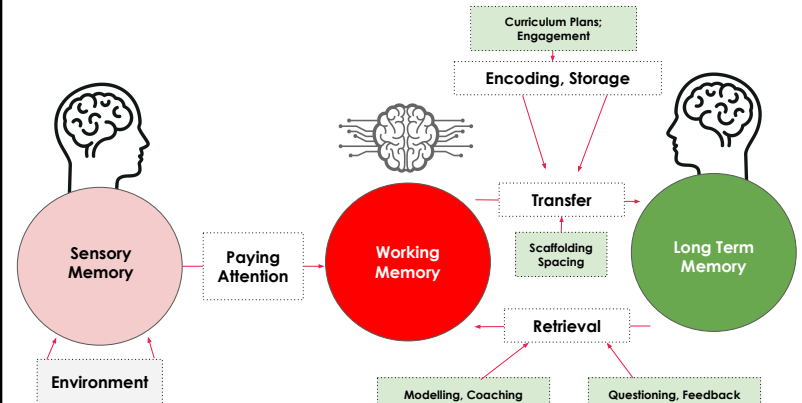 Curriculum Plans;
Engagement
Encoding, Storage
Transfer
Scaffolding
Spacing
Sensory
Memory
Paying
Attention
Working
Memory
Long Term
Memory
Retrieval
Environment
Modelling, Coaching
Questioning, Feedback